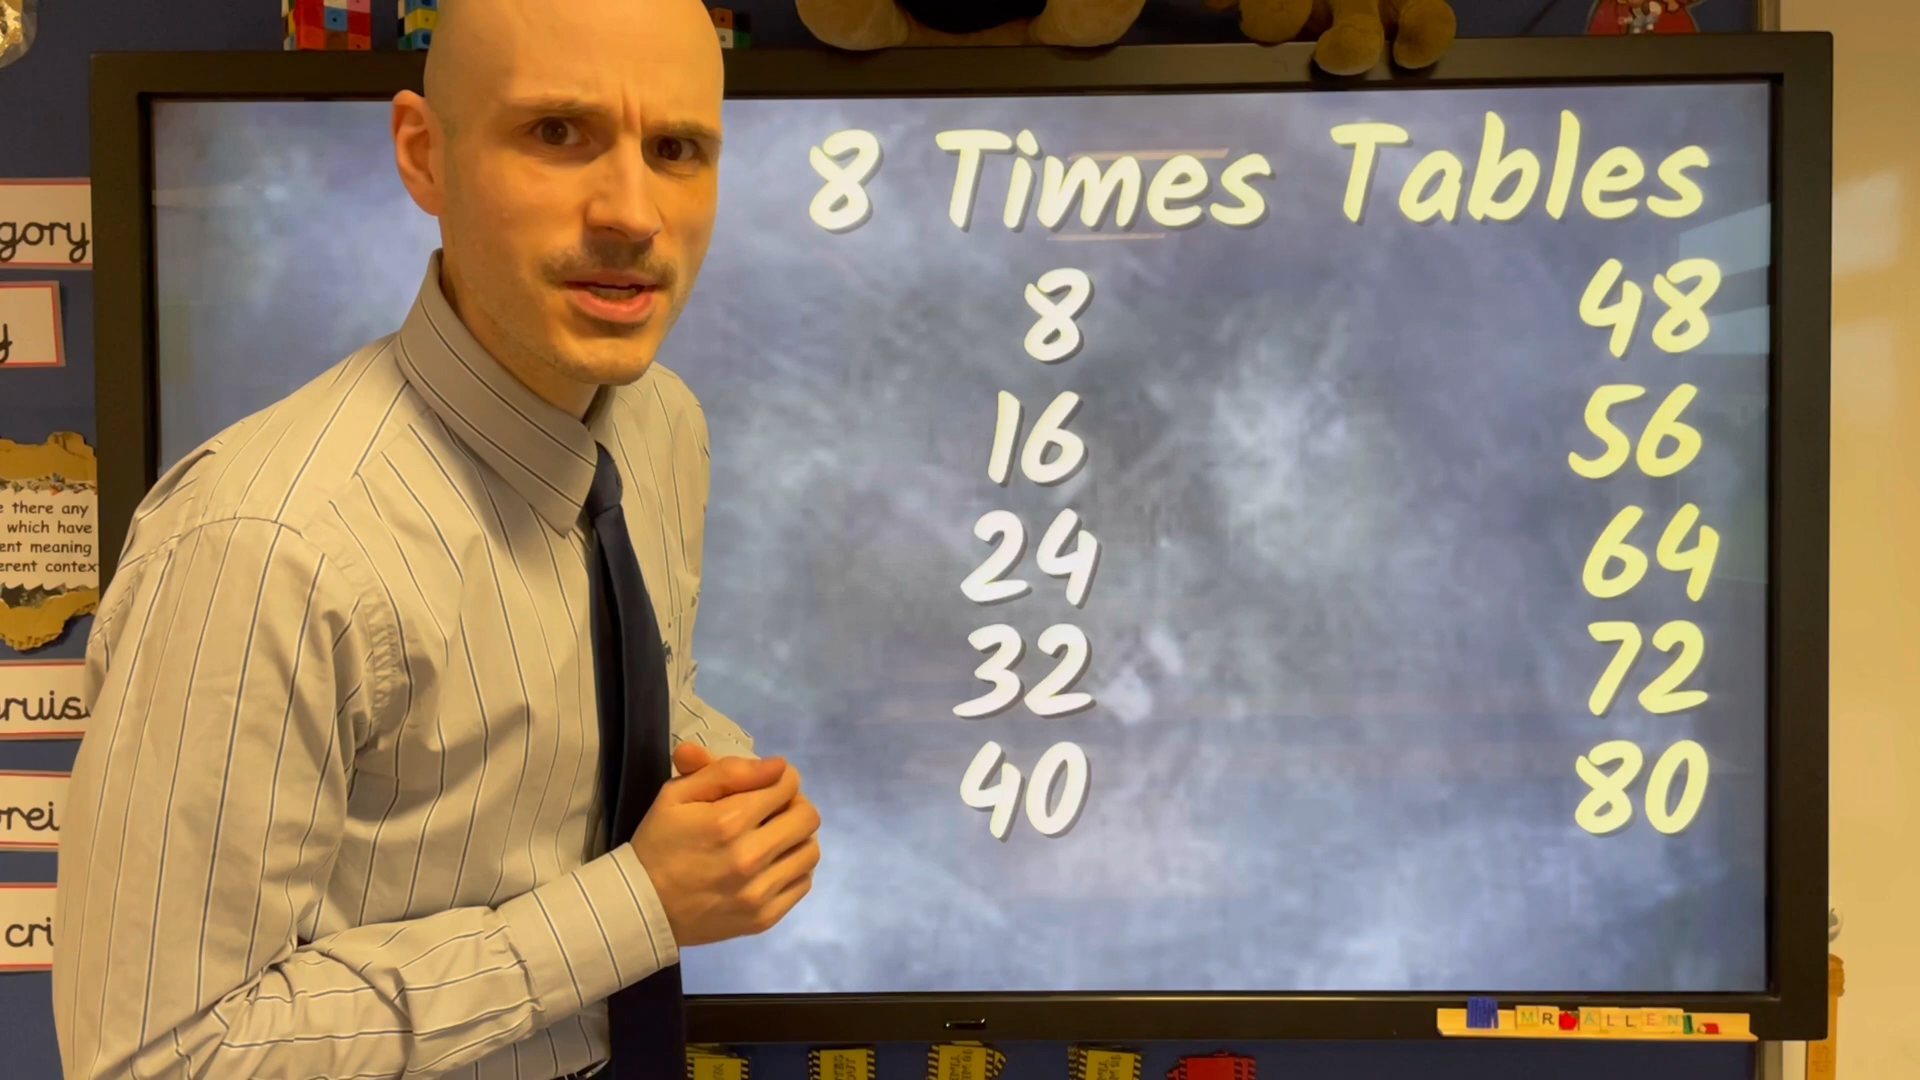 8 Times Tables
8 48
16 56
24 64
32 72
40 80
gory
y
e there any
which have
ent meaning
erent contex
ruis
rei
cri
MR ALLEN